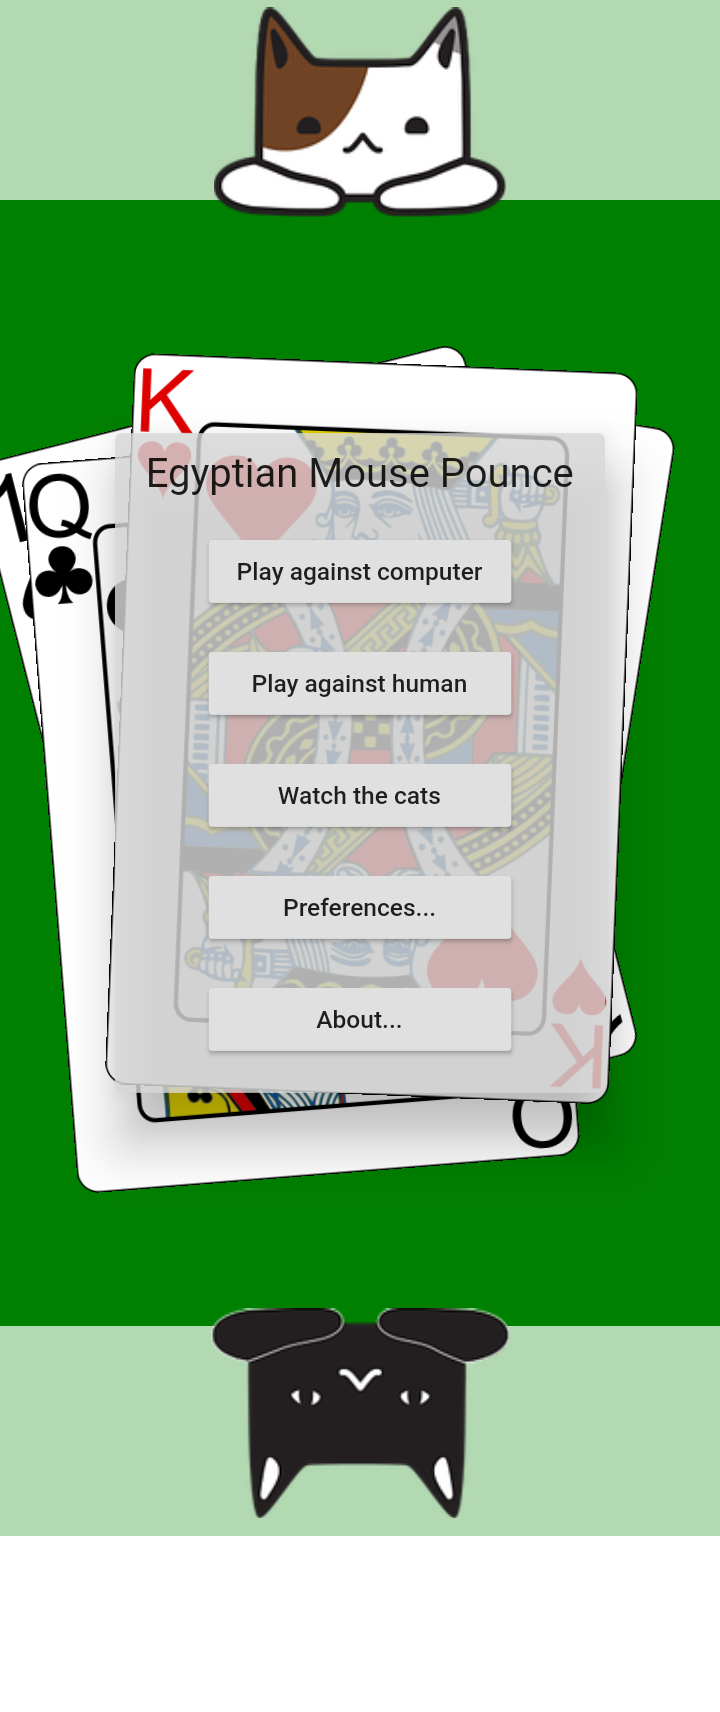 K
Q
Egyptian Mouse Pounce
Play against computer
Play against human
Watch the cats
Preferences...
About...
K
Q